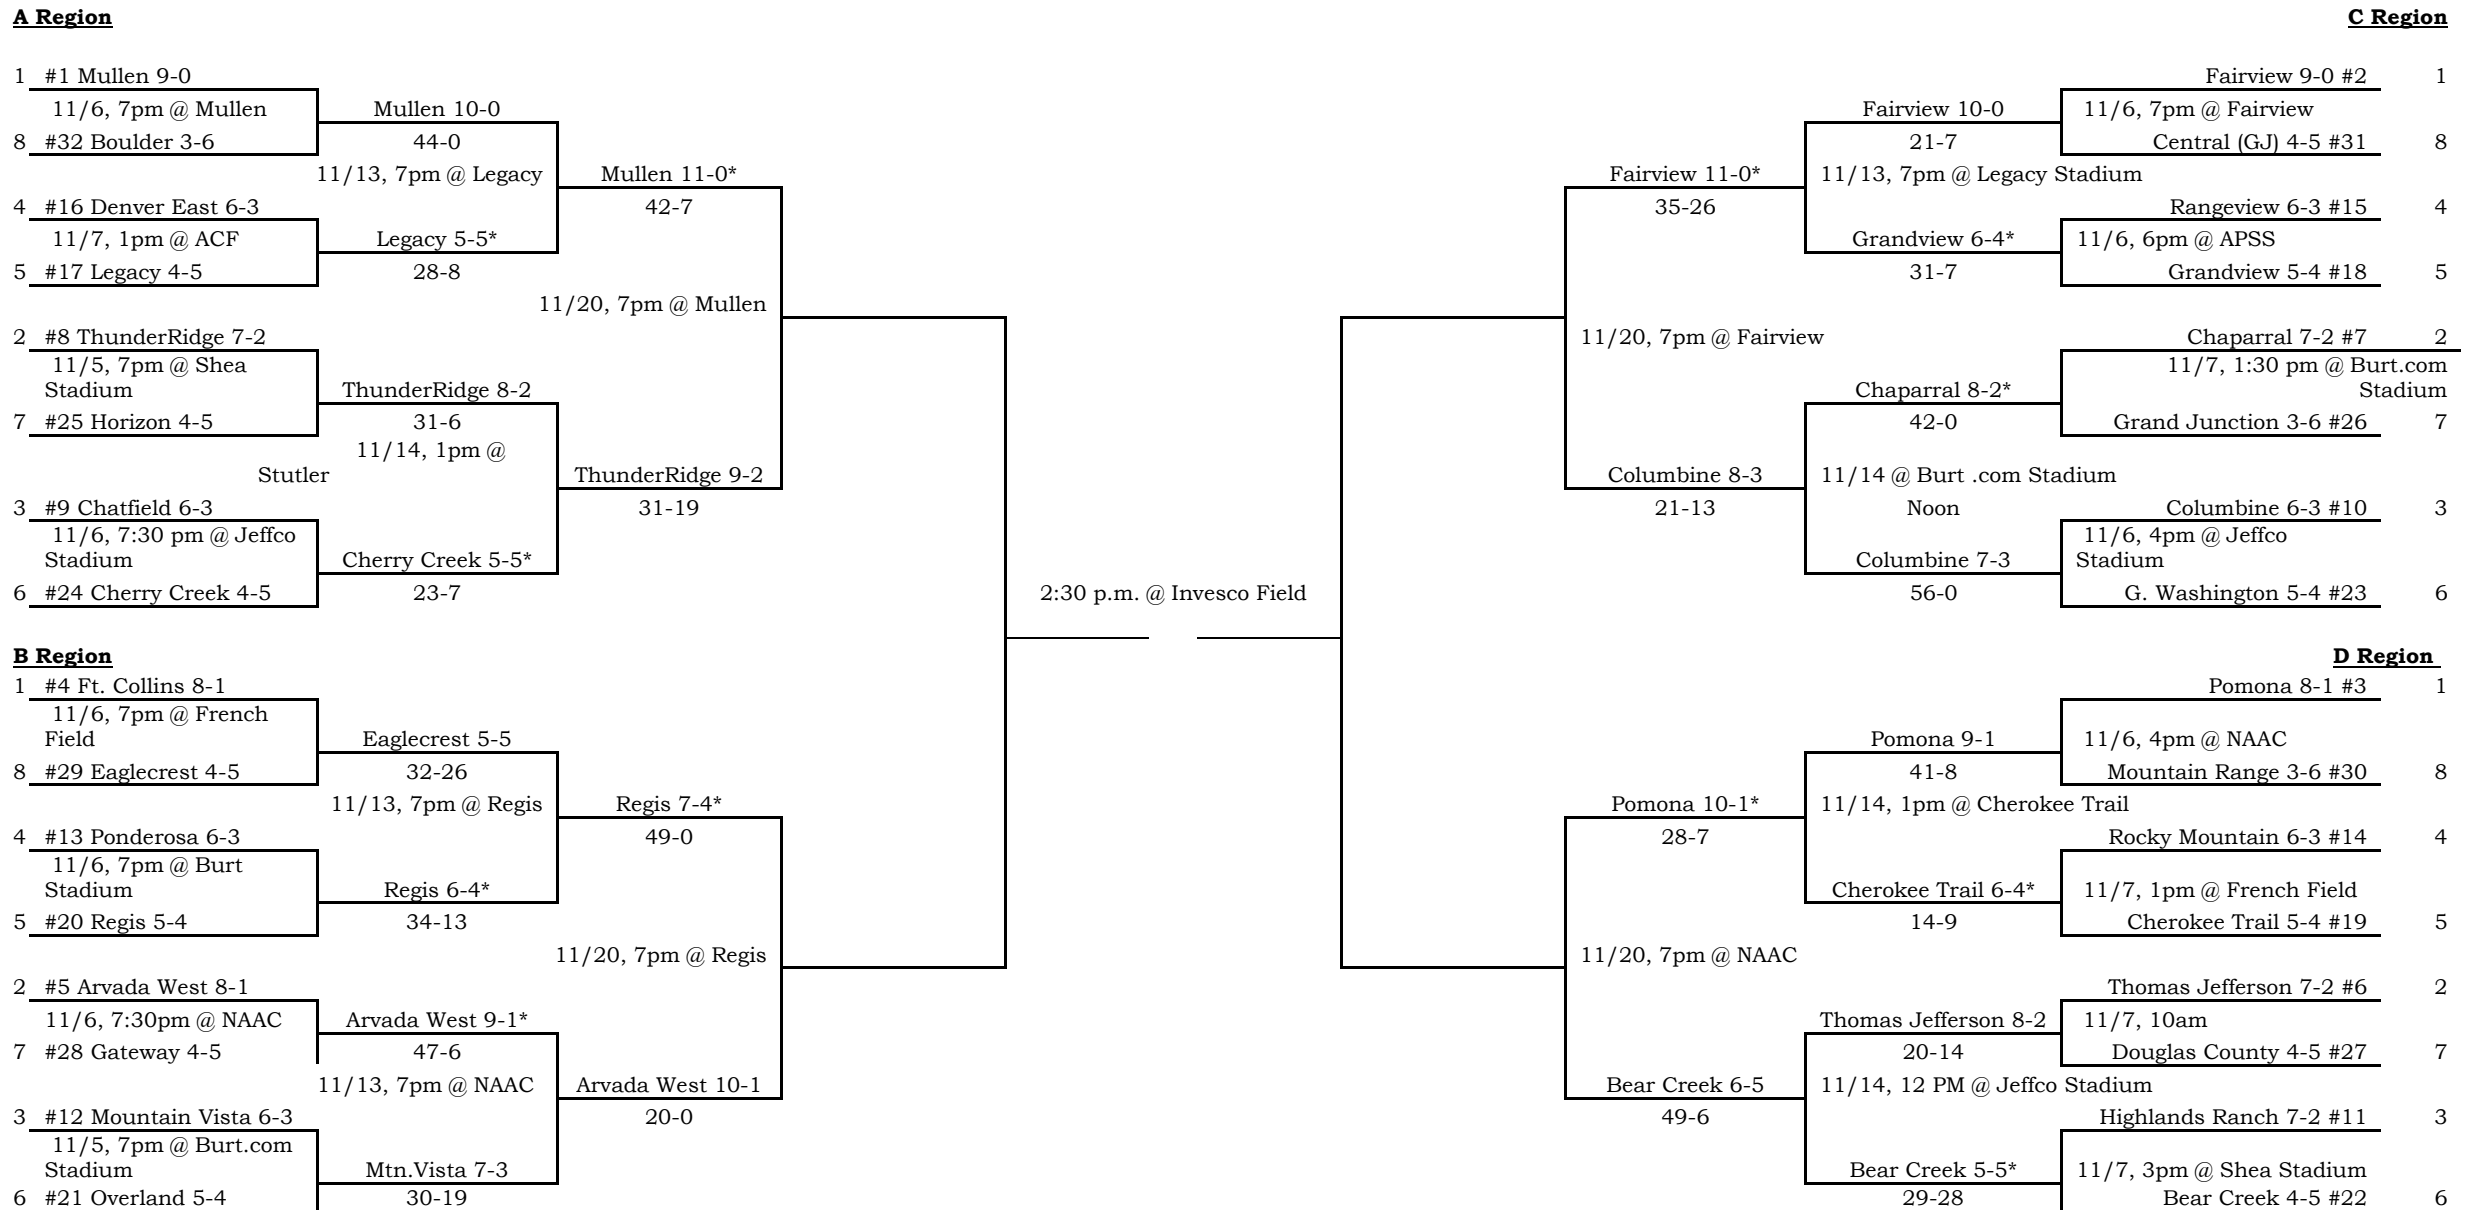 A Region
1 #1 Mullen 9-0
11/6, 7pm @ Mullen
8 #32 Boulder 3-6
4 #16 Denver East 6-3
11/7, 1pm @ ACF
5 #17 Legacy 4-5
2 #8 ThunderRidge 7-2
11/5, 7pm @ Shea
Stadium
7 #25 Horizon 4-5
3 #9 Chatfield 6-3
11/6, 7:30 pm @ Jeffco
Stadium
6 #24 Cherry Creek 4-5
Mullen 10-0
44-0
11/13, 7pm @ Legacy
Legacy 5-5*
28-8
ThunderRidge 8-2
31-6
11/14, 1pm @
Stutler
Cherry Creek 5-5*
23-7
Mullen 11-0*
42-7
11/20, 7pm @ Mullen
ThunderRidge 9-2
31-19
B Region
1 #4 Ft. Collins 8-1
11/6, 7pm @ French
Field
8 #29 Eaglecrest 4-5
4 #13 Ponderosa 6-3
11/6, 7pm @ Burt
Stadium
5 #20 Regis 5-4
2 #5 Arvada West 8-1
11/6, 7:30pm @ NAAC
7 #28 Gateway 4-5
3 #12 Mountain Vista 6-3
11/5, 7pm @ Burt.com
Stadium
6 #21 Overland 5-4
Eaglecrest 5-5
32-26
11/13, 7pm @ Regis
Regis 6-4*
34-13
Arvada West 9-1*
47-6
11/13, 7pm @ NAAC
Mtn.Vista 7-3
30-19
Regis 7-4*
49-0
11/20, 7pm @ Regis
Arvada West 10-1
20-0
2:30 p.m. @ Invesco Field
C Region
Fairview 9-0 #2 1
11/6, 7pm @ Fairview
Central (GJ) 4-5 #31 8
Rangeview 6-3 #15 4
11/6, 6pm @ APSS
Grandview 5-4 #18 5
Chaparral 7-2 #7 2
11/7, 1:30 pm @ Burt.com
Stadium
Grand Junction 3-6 #26 7
Columbine 6-3 #10 3
11/6, 4pm @ Jeffco
Stadium
G. Washington 5-4 #23 6
Fairview 10-0
21-7
11/13, 7pm @ Legacy Stadium
Grandview 6-4*
31-7
Chaparral 8-2*
42-0
11/14 @ Burt .com Stadium
Noon
Columbine 7-3
56-0
Fairview 11-0*
35-26
11/20, 7pm @ Fairview
Columbine 8-3
21-13
D Region
Pomona 8-1 #3 1
11/6, 4pm @ NAAC
Mountain Range 3-6 #30 8
Rocky Mountain 6-3 #14 4
11/7, 1pm @ French Field
Cherokee Trail 5-4 #19 5
Thomas Jefferson 7-2 #6 2
11/7, 10am
Douglas County 4-5 #27 7
Highlands Ranch 7-2 #11 3
11/7, 3pm @ Shea Stadium
Bear Creek 4-5 #22 6
Pomona 9-1
41-8
11/14, 1pm @ Cherokee Trail
Cherokee Trail 6-4*
14-9
Thomas Jefferson 8-2
20-14
11/14, 12 PM @ Jeffco Stadium
Bear Creek 5-5*
29-28
Pomona 10-1*
28-7
11/20, 7pm @ NAAC
Bear Creek 6-5
49-6